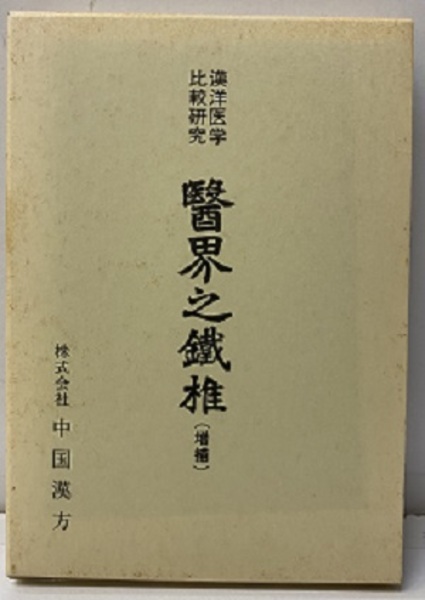 漢洋医学
比較研究
醫界之鐵椎
(増補)
株式会社 中国漢方